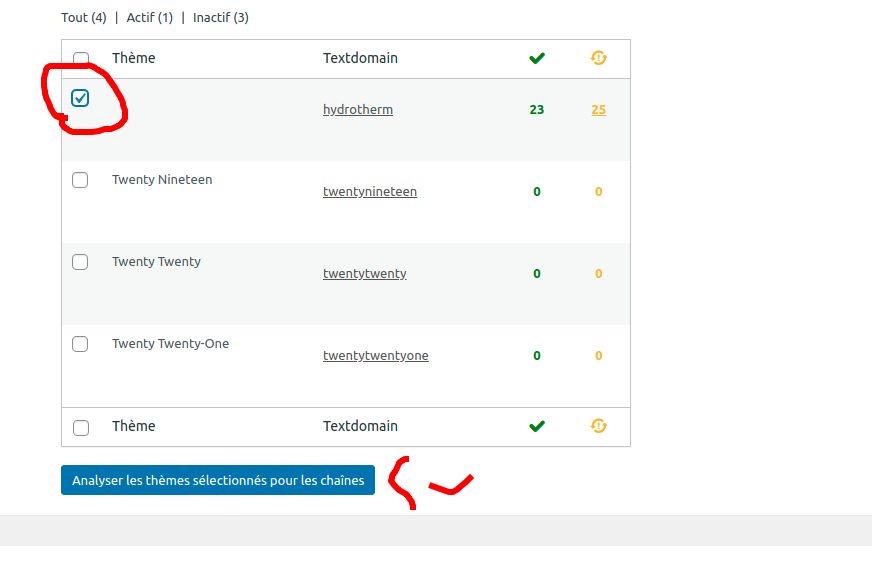 Tout (4) | Actif (1) | Inactif (3)
Thème Textdomain
hydrotherm 23 25
Twenty Nineteen twentynineteen 0 0
Twenty Twenty twentytwenty 0 0
Twenty Twenty-One twentytwentyone 0 0
Thème Textdomain
Analyser les thèmes sélectionnés pour les chaînes